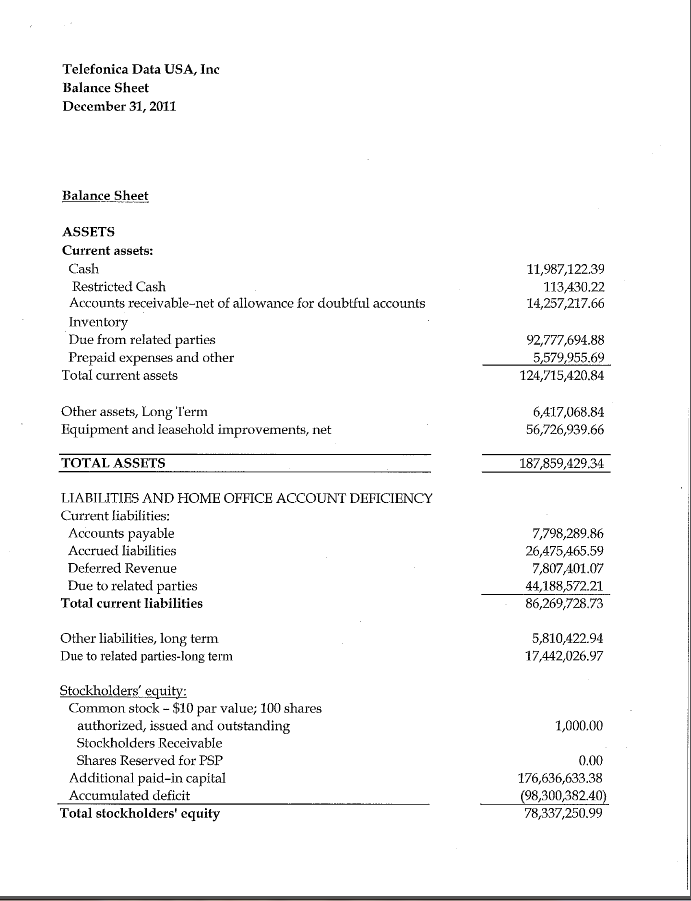 Telefonica Data USA, Inc
Balance Sheet
December 31, 2011
Balance Sheet
ASSETS
Current assets:
Cash 11,987,122.39
Restricted Cash 113,430.22
Accounts receivable–net of allowance for doubtful accounts 14,257,217.66
Inventory
Due from related parties 92,777,694.88
Prepaid expenses and other 5,579,955.69
Total current assets 124,715,420.84
Other assets, Long Term 6,417,068.84
Equipment and leasehold improvements, net 56,726,939.66
TOTAL ASSETS 187,859,429.34
LIABILITIES AND HOME OFFICE ACCOUNT DEFICIENCY
Current liabilities:
Accounts payable 7,798,289.86
Accrued liabilities 26,475,465.59
Deferred Revenue 7,807,401.07
Due to related parties 44,188,572.21
Total current liabilities 86,269,728.73
Other liabilities, long term 5,810,422.94
Due to related parties-long term 17,442,026.97
Stockholders' equity:
Common stock – $10 par value; 100 shares
authorized, issued and outstanding 1,000.00
Stockholders Receivable
Shares Reserved for PSP 0.00
Additional paid–in capital 176,636,633.38
Accumulated deficit (98,300,382.40)
Total stockholders' equity 78,337,250.99